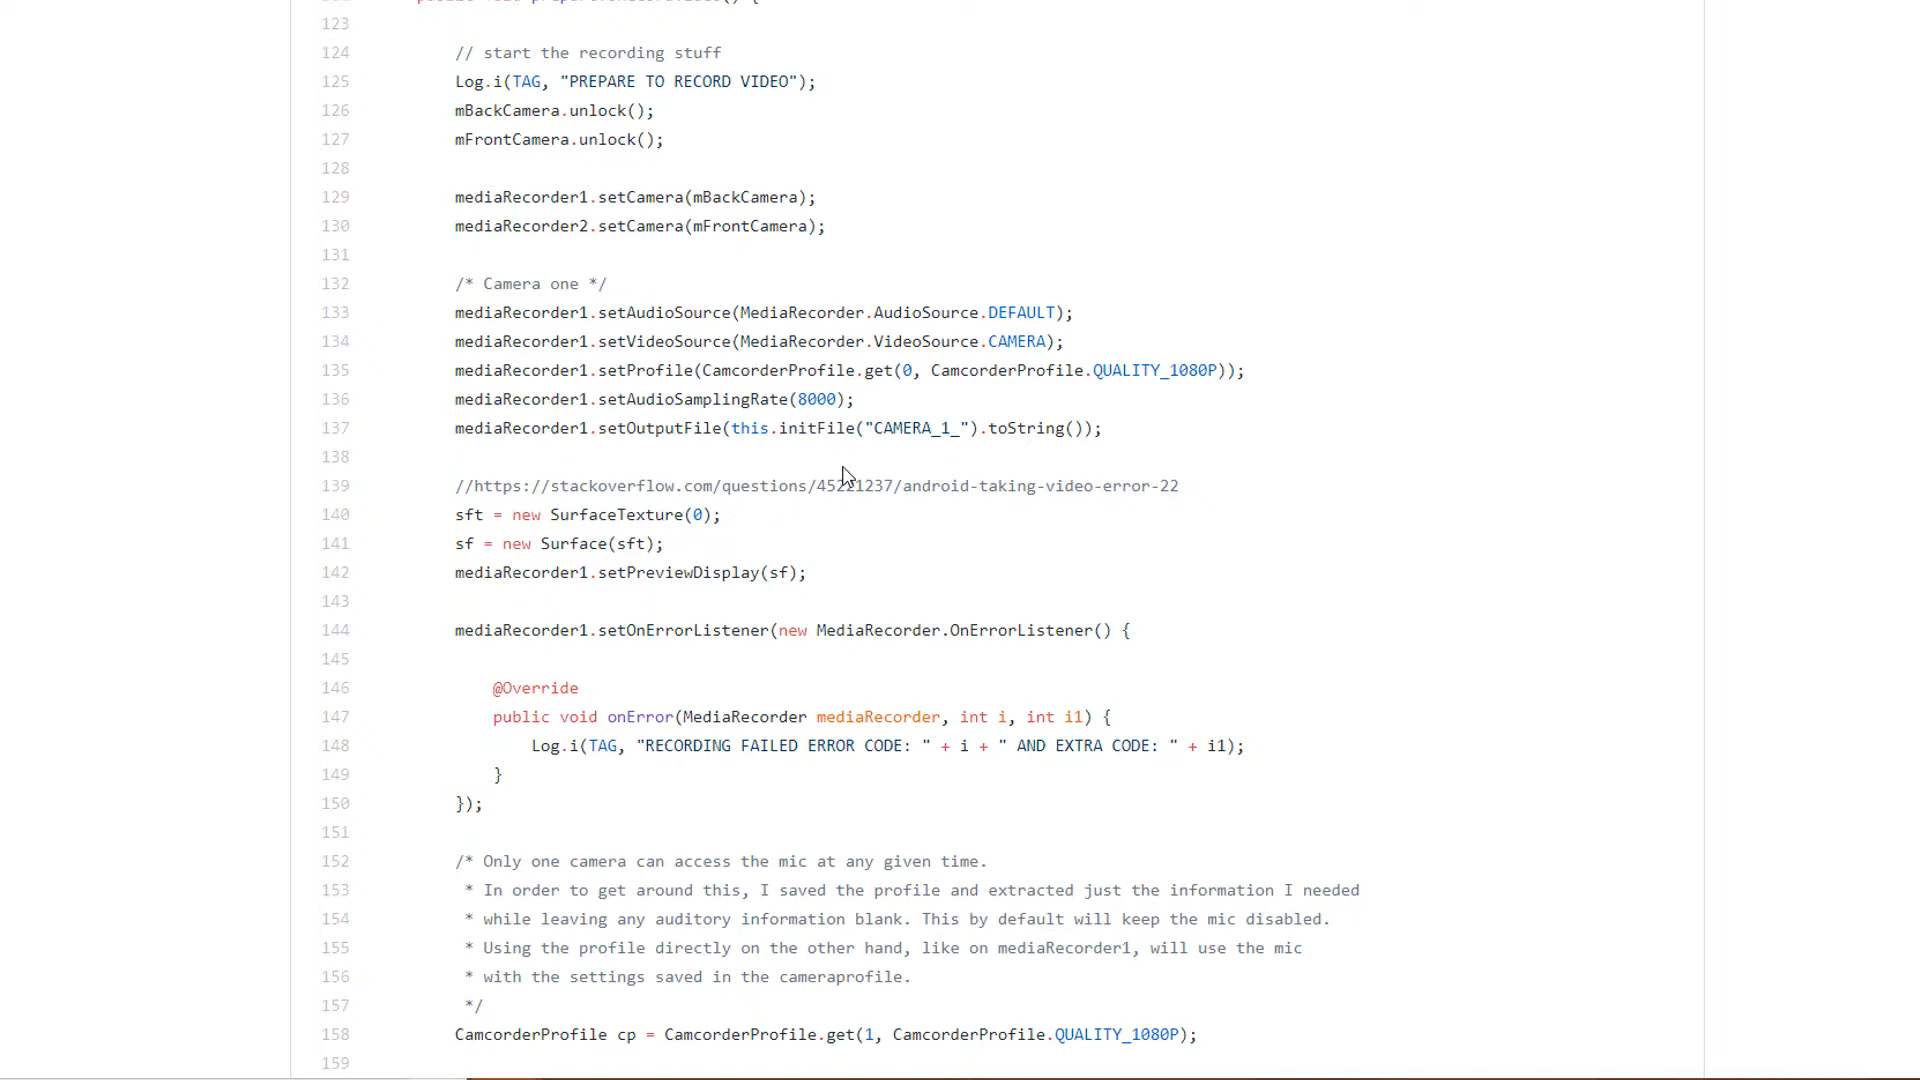 123
124 // start the recording stuff
125 Log.i(TAG, "PREPARE TO RECORD VIDEO");
126 mBackCamera.unlock();
127 mFrontCamera.unlock();
128
129 mediaRecorder1.setCamera(mBackCamera);
130 mediaRecorder2.setCamera(mFrontCamera);
131
132 /* Camera one */
133 mediaRecorder1.setAudioSource(MediaRecorder.AudioSource.DEFAULT);
134 mediaRecorder1.setVideoSource(MediaRecorder.VideoSource.CAMERA);
135 mediaRecorder1.setProfile(CamcorderProfile.get(0, CamcorderProfile.QUALITY_1080P));
136 mediaRecorder1.setAudioSamplingRate(8000);
137 mediaRecorder1.setOutputFile(this.initFile("CAMERA_1_").toString());
138
139 //https://stackoverflow.com/questions/45221237/android-taking-video-error-22
140 sft = new SurfaceTexture(0);
141 sf = new Surface(sft);
142 mediaRecorder1.setPreviewDisplay(sf);
143
144 mediaRecorder1.setOnErrorListener(new MediaRecorder.OnErrorListener() {
145
146 @Override
147 public void onError(MediaRecorder mediaRecorder, int i, int i1) {
148 Log.i(TAG, "RECORDING FAILED ERROR CODE: " + i + " AND EXTRA CODE: " + i1);
149 }
150 });
151
152 /* Only one camera can access the mic at any given time.
153 * In order to get around this, I saved the profile and extracted just the information I needed
154 * while leaving any auditory information blank. This by default will keep the mic disabled.
155 * Using the profile directly on the other hand, like on mediaRecorder1, will use the mic
156 * with the settings saved in the cameraprofile.
157 */
158 CamcorderProfile cp = CamcorderProfile.get(1, CamcorderProfile.QUALITY_1080P);
159